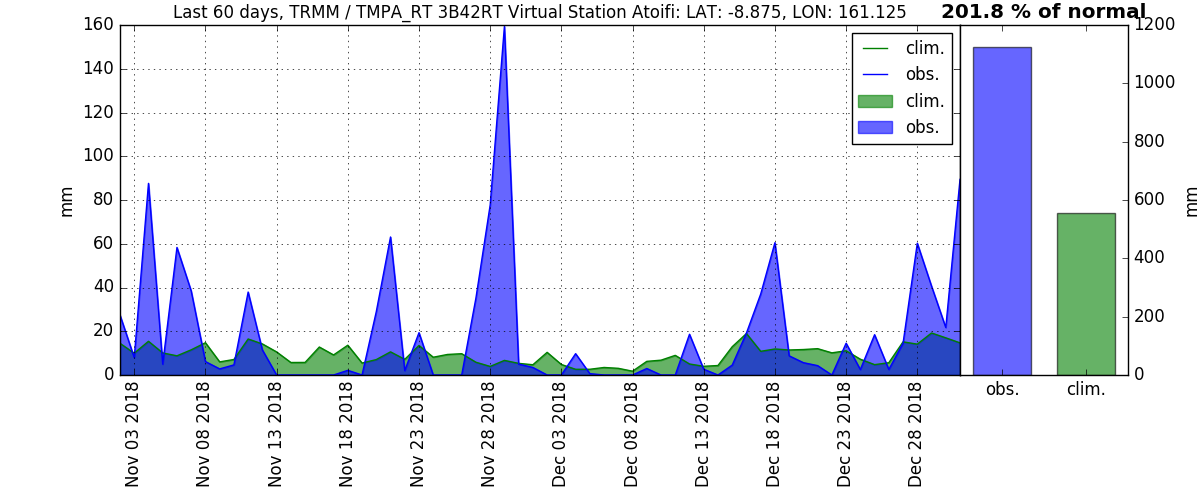 Last 60 days, TRMM / TMPA_RT 3B42RT Virtual Station Atoifi: LAT: -8.875, LON: 161.125
201.8 % of normal
160
140
120
100
80
60
40
20
0
mm
clim.
obs.
clim.
obs.
1200
1000
800
600
400
200
0
mm
Nov 03 2018
Nov 08 2018
Nov 13 2018
Nov 18 2018
Nov 23 2018
Nov 28 2018
Dec 03 2018
Dec 08 2018
Dec 13 2018
Dec 18 2018
Dec 23 2018
Dec 28 2018
obs.
clim.